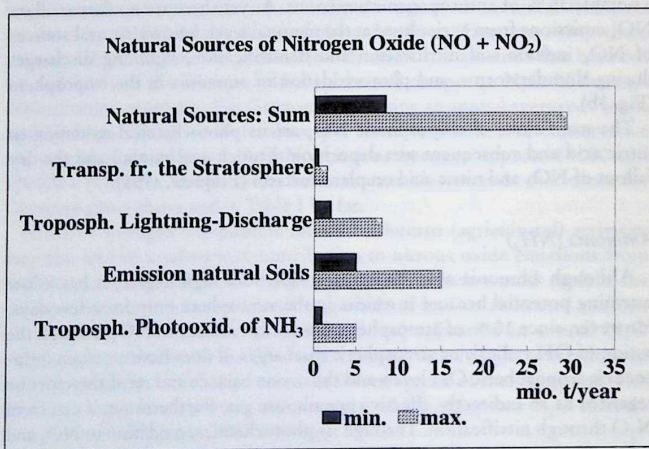 Natural Sources of Nitrogen Oxide (NO + NO₂)
Natural Sources: Sum
Transp. fr. the Stratosphere
Troposph. Lightning-Discharge
Emission natural Soils
Troposph. Photooxid. of NH₃
0 5 10 15 20 25 30 35
mio. t/year
min. max.